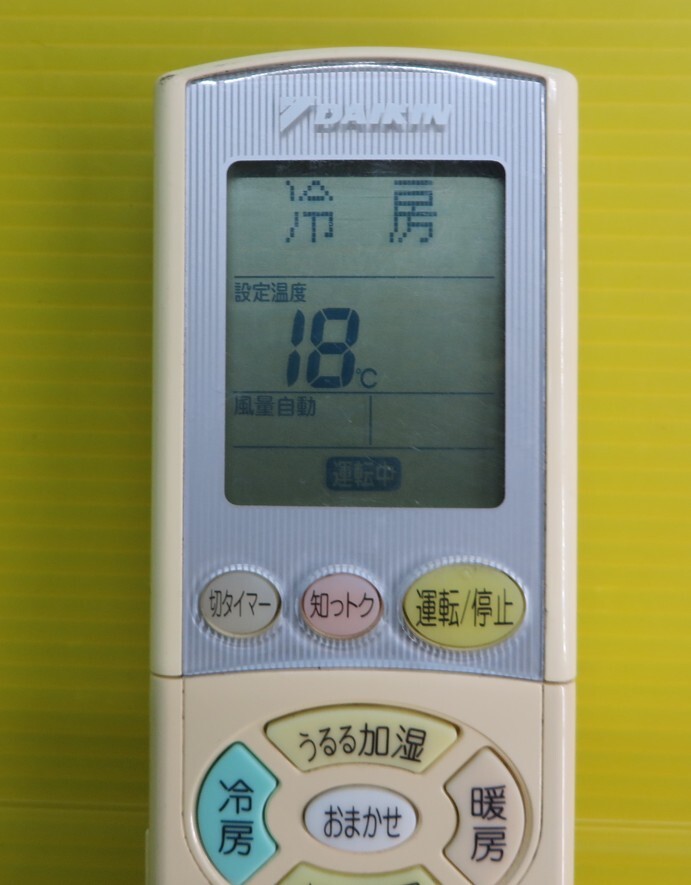 DAIKIN
冷房
設定温度
18℃
風量自動
運転中
切タイマー
知っトク
運転/停止
うるる加湿
冷房
おまかせ
暖房